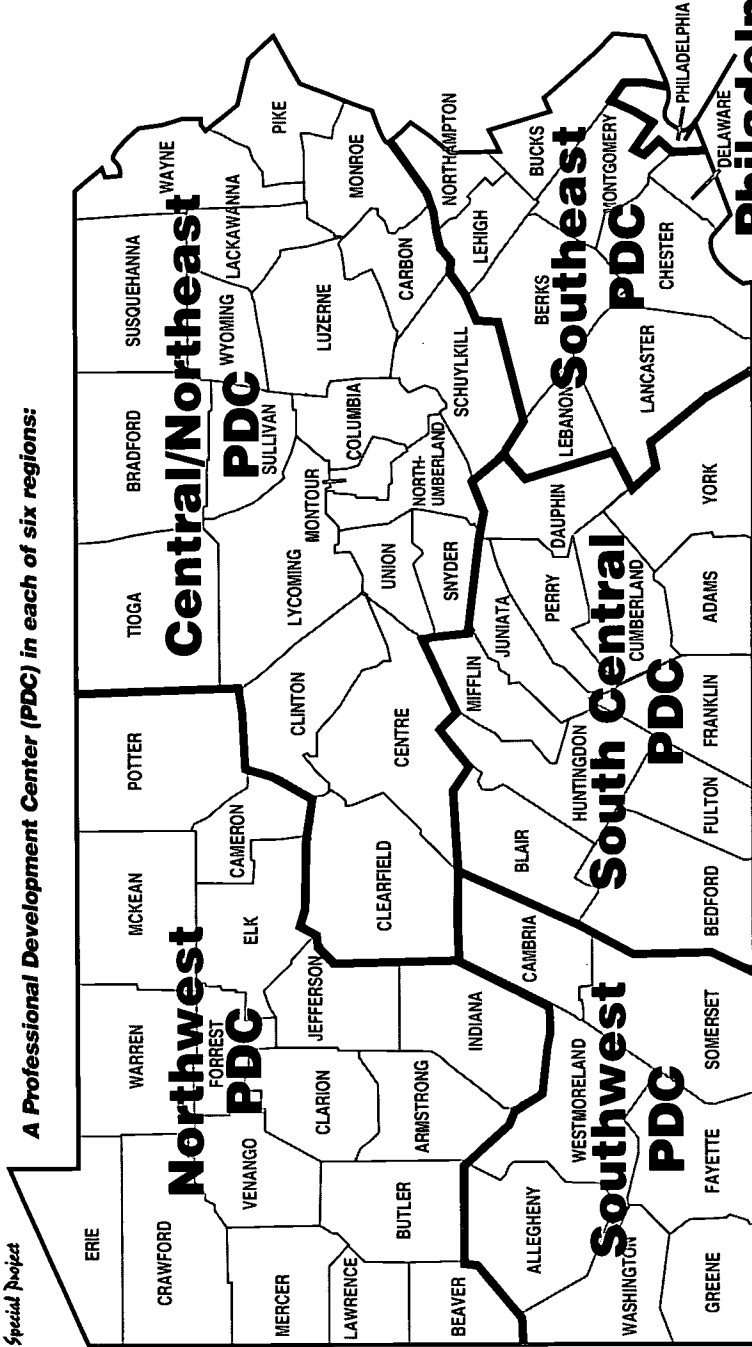 Special Project
A Professional Development Center (PDC) in each of six regions:
ERIE
CRAWFORD
MERCER
LAWRENCE
BEAVER
BUTLER
VENANGO
WARREN
FORREST
Northwest
PDC
CLARION
ARMSTRONG
JEFFERSON
INDIANA
MCKEAN
ELK
CAMERON
POTTER
TIOGA
BRADFORD
SUSQUEHANNA
WAYNE
Central/Northeast
PDC
SULLIVAN
WYOMING
LACKAWANNA
PIKE
MONROE
LUZERNE
CARBON
COLUMBIA
MONTOUR
NORTH-
UMBERLAND
SCHUYLKILL
LYCOMING
UNION
SNYDER
CLINTON
CENTRE
CLEARFIELD
ALLEGHENY
WESTMORELAND
CAMBRIA
Southwest
PDC
WASHINGTON
GREENE
FAYETTE
SOMERSET
BLAIR
HUNTINGDON
MIFFLIN
JUNIATA
PERRY
DAUPHIN
South Central
PDC
CUMBERLAND
BEDFORD
FULTON
FRANKLIN
ADAMS
YORK
LEBANON
BERKS
LEHIGH
NORTHAMPTON
BUCKS
MONTGOMERY
Southeast
PDC
LANCASTER
CHESTER
DELAWARE
PHILADELPHIA